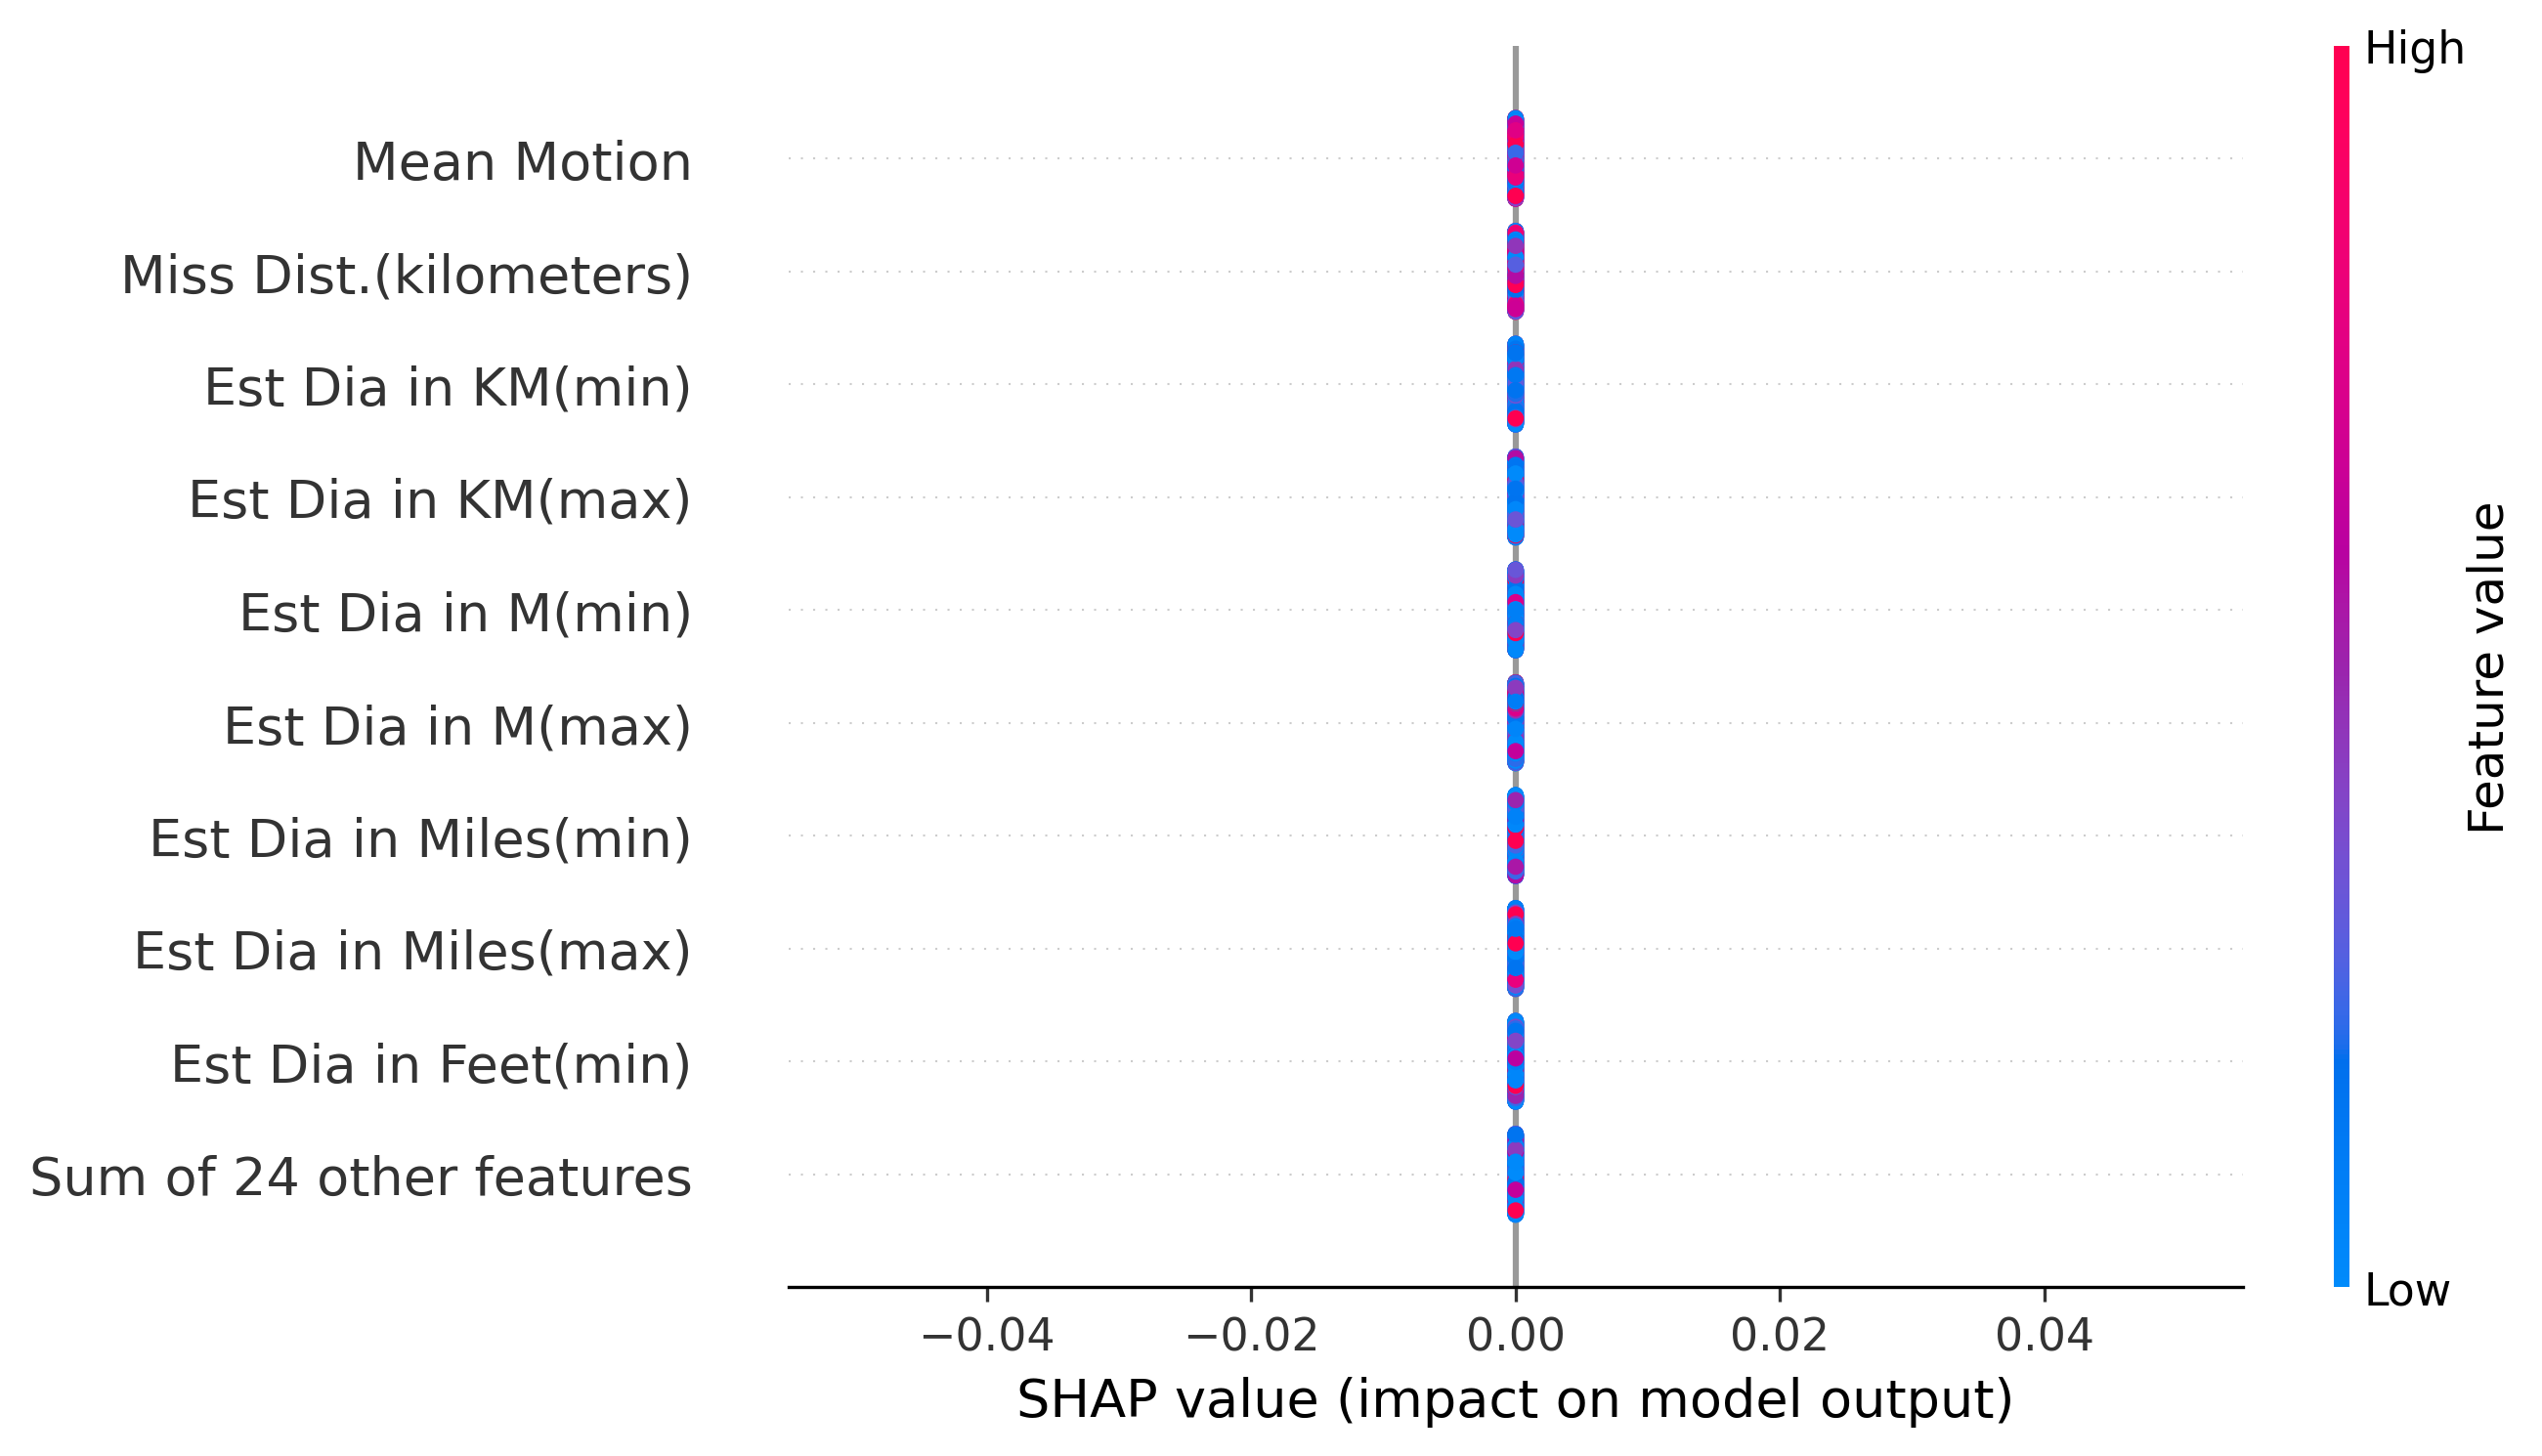 High
Mean Motion
Miss Dist.(kilometers)
Est Dia in KM(min)
Est Dia in KM(max)
Est Dia in M(min)
Est Dia in M(max)
Est Dia in Miles(min)
Est Dia in Miles(max)
Est Dia in Feet(min)
Sum of 24 other features
Feature value
Low
−0.04 −0.02 0.00 0.02 0.04
SHAP value (impact on model output)